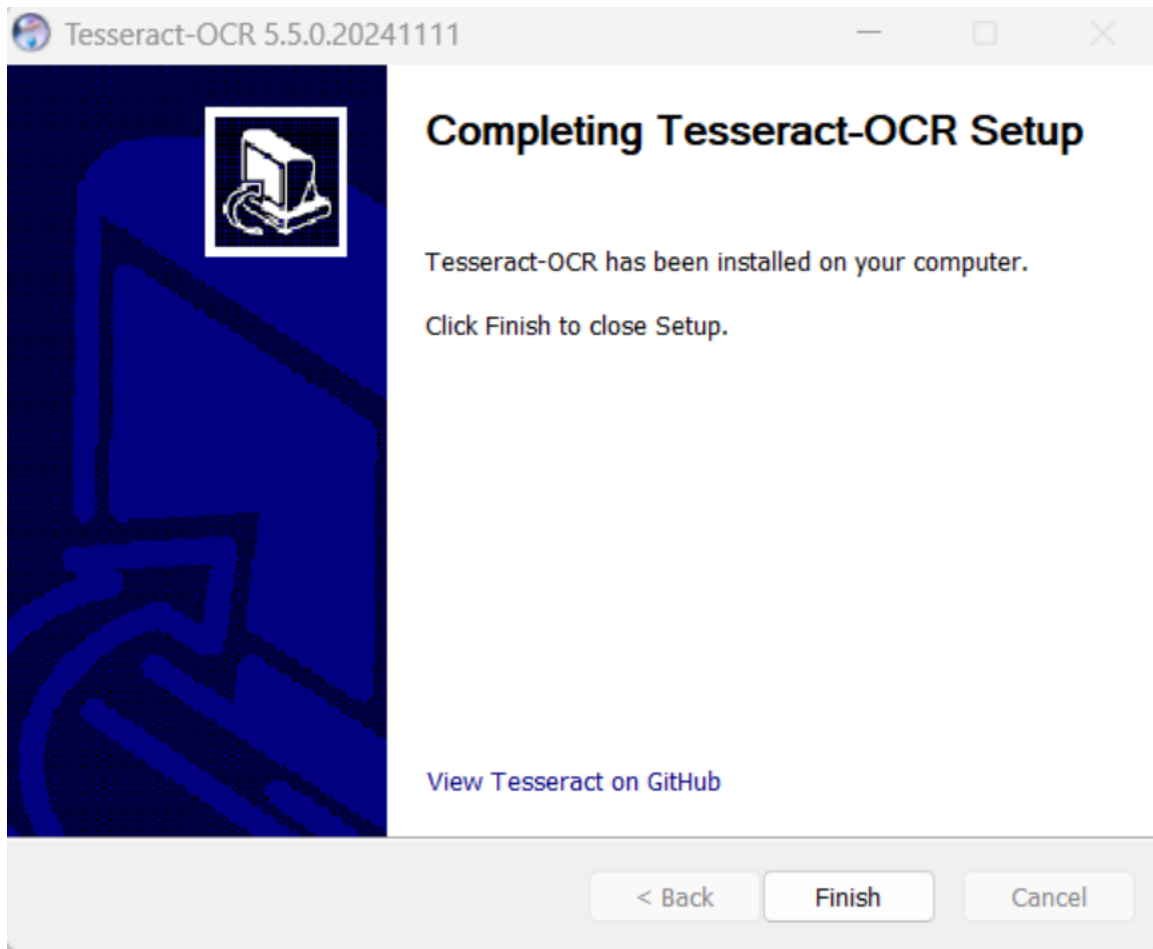 Tesseract-OCR 5.5.0.20241111
Completing Tesseract-OCR Setup
Tesseract-OCR has been installed on your computer.
Click Finish to close Setup.
View Tesseract on GitHub
< Back Finish Cancel